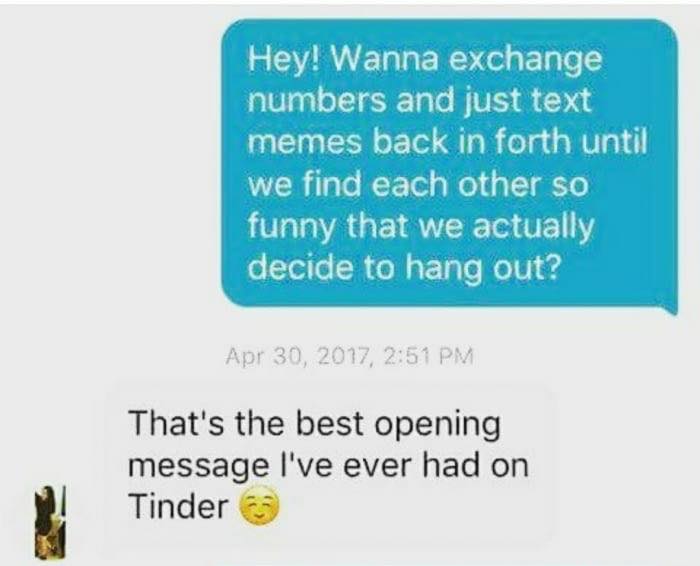 Hey! Wanna exchange
numbers and just text
memes back in forth until
we find each other so
funny that we actually
decide to hang out?
Apr 30, 2017, 2:51 PM
That's the best opening
message I've ever had on
Tinder ☺️